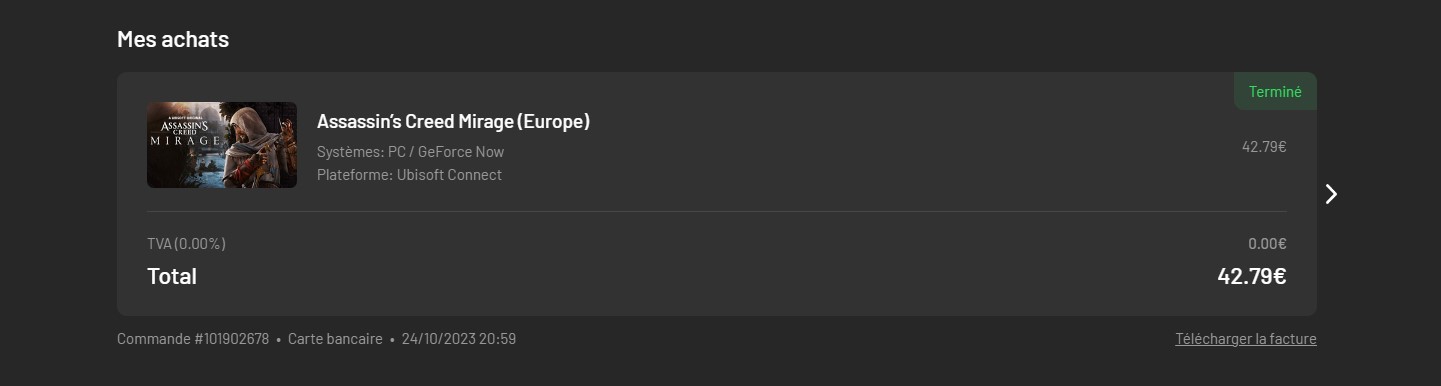 Mes achats
Terminé
A UBISOFT ORIGINAL
ASSASSIN'S
CREED
MIRAGE
Assassin’s Creed Mirage (Europe)
42.79€
Systèmes: PC / GeForce Now
Plateforme: Ubisoft Connect
TVA (0.00%)
0.00€
Total
42.79€
Commande #101902678 • Carte bancaire • 24/10/2023 20:59
Télécharger la facture